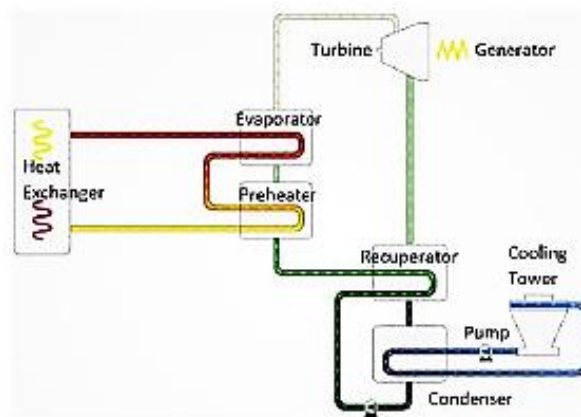 Turbine
Generator
Evaporator
Heat
Exchanger
Preheater
Recuperator
Cooling
Tower
Pump
Condenser